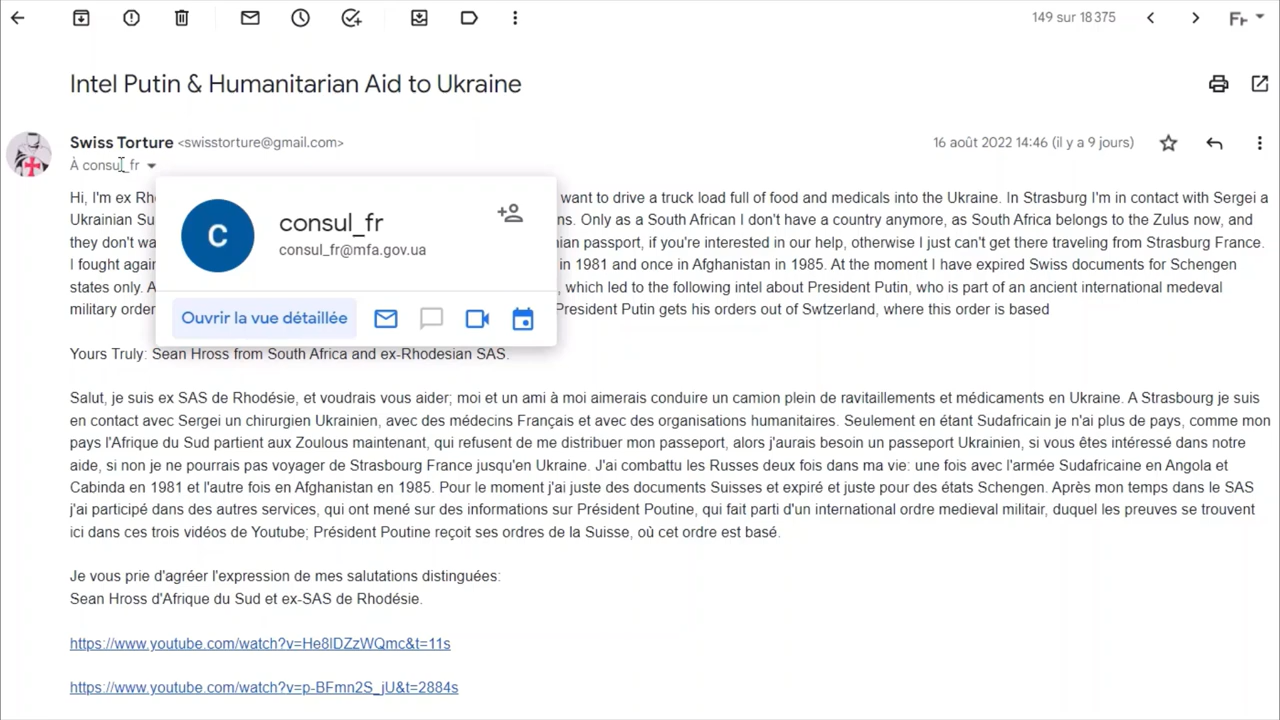 149 sur 18 375
Fr
Intel Putin & Humanitarian Aid to Ukraine
Swiss Torture <swisstorture@gmail.com>
16 août 2022 14:46 (il y a 9 jours)
À consul_fr
Hi, I'm ex Rh want to drive a truck load full of food and medicals into the Ukraine. In Strasburg I'm in contact with Sergei a
Ukrainian Su ns. Only as a South African I don't have a country anymore, as South Africa belongs to the Zulus now, and
they don't wa nian passport, if you're interested in our help, otherwise I just can't get there traveling from Strasburg France.
I fought again in 1981 and once in Afghanistan in 1985. At the moment I have expired Swiss documents for Schengen
states only. A , which led to the following intel about President Putin, who is part of an ancient international medeval
military order President Putin gets his orders out of Swtzerland, where this order is based
C
consul_fr
consul_fr@mfa.gov.ua
Ouvrir la vue détaillée
Yours Truly: Sean Hross from South Africa and ex-Rhodesian SAS.
Salut, je suis ex SAS de Rhodésie, et voudrais vous aider; moi et un ami à moi aimerais conduire un camion plein de ravitaillements et médicaments en Ukraine. A Strasbourg je suis
en contact avec Sergei un chirurgien Ukrainien, avec des médecins Français et avec des organisations humanitaires. Seulement en étant Sudafricain je n'ai plus de pays, comme mon
pays l'Afrique du Sud partient aux Zoulous maintenant, qui refusent de me distribuer mon passeport, alors j'aurais besoin un passeport Ukrainien, si vous êtes intéressé dans notre
aide, si non je ne pourrais pas voyager de Strasbourg France jusqu'en Ukraine. J'ai combattu les Russes deux fois dans ma vie: une fois avec l'armée Sudafricaine en Angola et
Cabinda en 1981 et l'autre fois en Afghanistan en 1985. Pour le moment j'ai juste des documents Suisses et expiré et juste pour des états Schengen. Après mon temps dans le SAS
j'ai participé dans des autres services, qui ont mené sur des informations sur Président Poutine, qui fait parti d'un international ordre medieval militair, duquel les preuves se trouvent
ici dans ces trois vidéos de Youtube; Président Poutine reçoit ses ordres de la Suisse, où cet ordre est basé.
Je vous prie d'agréer l'expression de mes salutations distinguées:
Sean Hross d'Afrique du Sud et ex-SAS de Rhodésie.
https://www.youtube.com/watch?v=He8lDZzWQmc&t=11s
https://www.youtube.com/watch?v=p-BFmn2S_jU&t=2884s